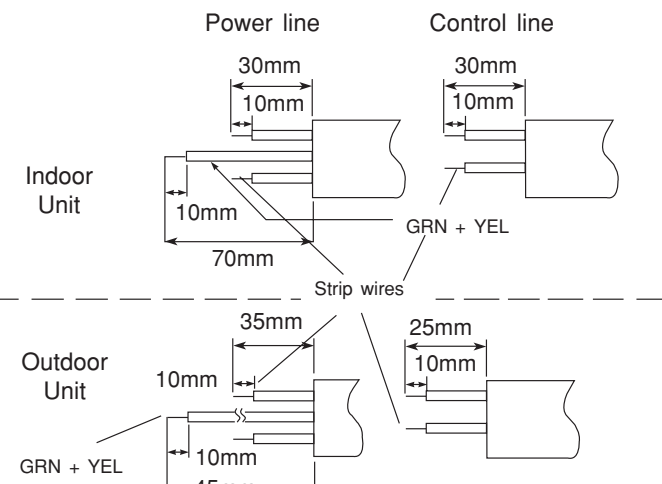 Power line
Control line
30mm
30mm
10mm
10mm
Indoor
Unit
10mm
GRN + YEL
70mm
Strip wires
35mm
25mm
Outdoor
Unit
10mm
10mm
10mm
GRN + YEL